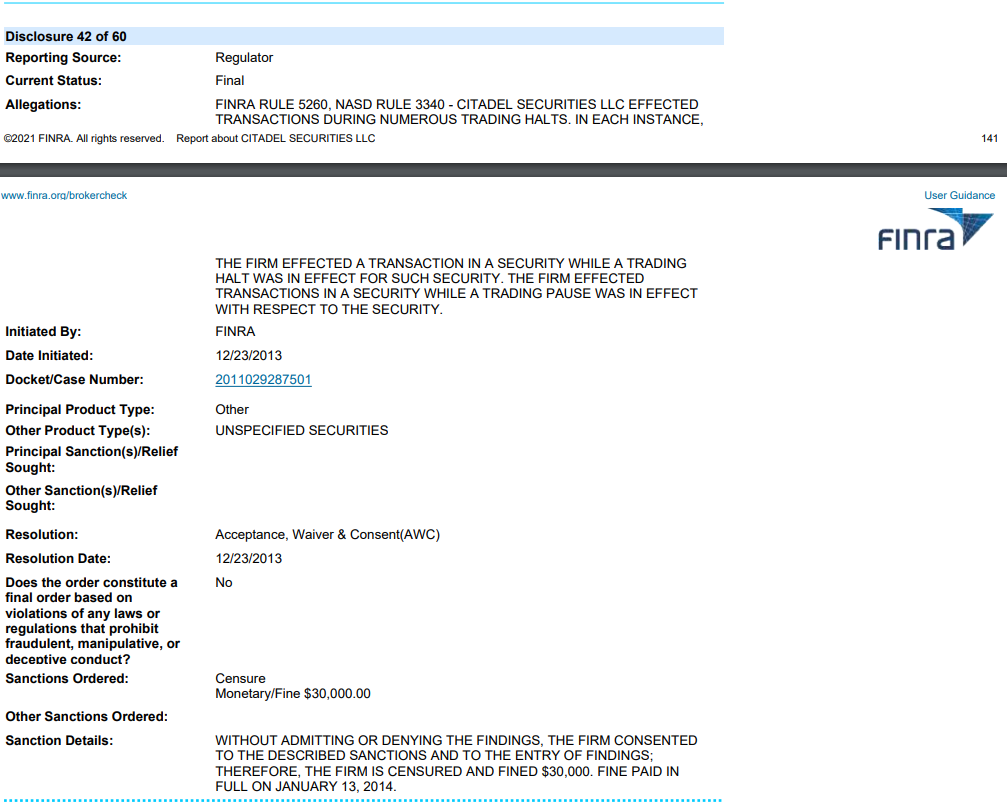 Disclosure 42 of 60
Reporting Source: Regulator
Current Status: Final
Allegations: FINRA RULE 5260, NASD RULE 3340 - CITADEL SECURITIES LLC EFFECTED
TRANSACTIONS DURING NUMEROUS TRADING HALTS. IN EACH INSTANCE,
©2021 FINRA. All rights reserved. Report about CITADEL SECURITIES LLC 141
www.finra.org/brokercheck User Guidance
FINRA
THE FIRM EFFECTED A TRANSACTION IN A SECURITY WHILE A TRADING
HALT WAS IN EFFECT FOR SUCH SECURITY. THE FIRM EFFECTED
TRANSACTIONS IN A SECURITY WHILE A TRADING PAUSE WAS IN EFFECT
WITH RESPECT TO THE SECURITY.
Initiated By: FINRA
Date Initiated: 12/23/2013
Docket/Case Number: 2011029287501
Principal Product Type: Other
Other Product Type(s): UNSPECIFIED SECURITIES
Principal Sanction(s)/Relief
Sought:
Other Sanction(s)/Relief
Sought:
Resolution: Acceptance, Waiver & Consent(AWC)
Resolution Date: 12/23/2013
Does the order constitute a No
final order based on
violations of any laws or
regulations that prohibit
fraudulent, manipulative, or
deceptive conduct?
Sanctions Ordered: Censure
Monetary/Fine $30,000.00
Other Sanctions Ordered:
Sanction Details: WITHOUT ADMITTING OR DENYING THE FINDINGS, THE FIRM CONSENTED
TO THE DESCRIBED SANCTIONS AND TO THE ENTRY OF FINDINGS;
THEREFORE, THE FIRM IS CENSURED AND FINED $30,000. FINE PAID IN
FULL ON JANUARY 13, 2014.